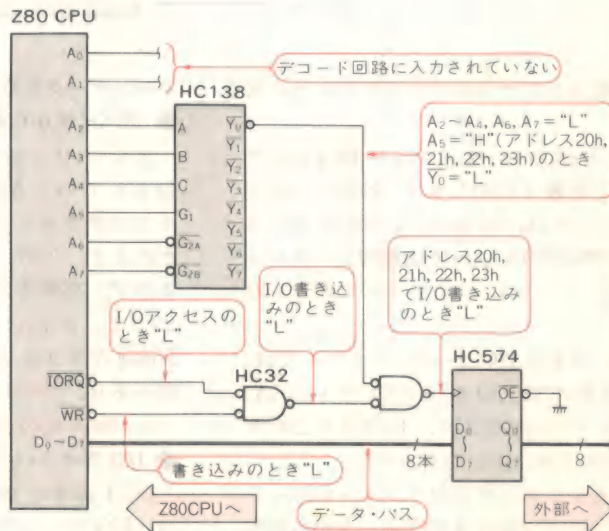 Z80 CPU
A₀
A₁
A₂
A₃
A₄
A₅
A₆
A₇
IORQ
WR
D₀~D₇
デコード回路に入力されていない
HC138
A
B
C
G₁
G₂A
G₂B
Y₀
Y₁
Y₂
Y₃
Y₄
Y₅
Y₆
Y₇
A₂~A₄, A₆, A₇="L"
A₅="H"(アドレス20h,
21h, 22h, 23h)のとき
Y₀="L"
I/Oアクセスの
とき"L"
I/O書き込
みのとき
"L"
アドレス20h,
21h, 22h, 23h
でI/O書き込み
のとき"L"
HC32
HC574
OE
D₀
D₇
Q₀
Q₇
書き込みのとき"L"
8本
8
Z80CPUへ
データ・バス
外部へ